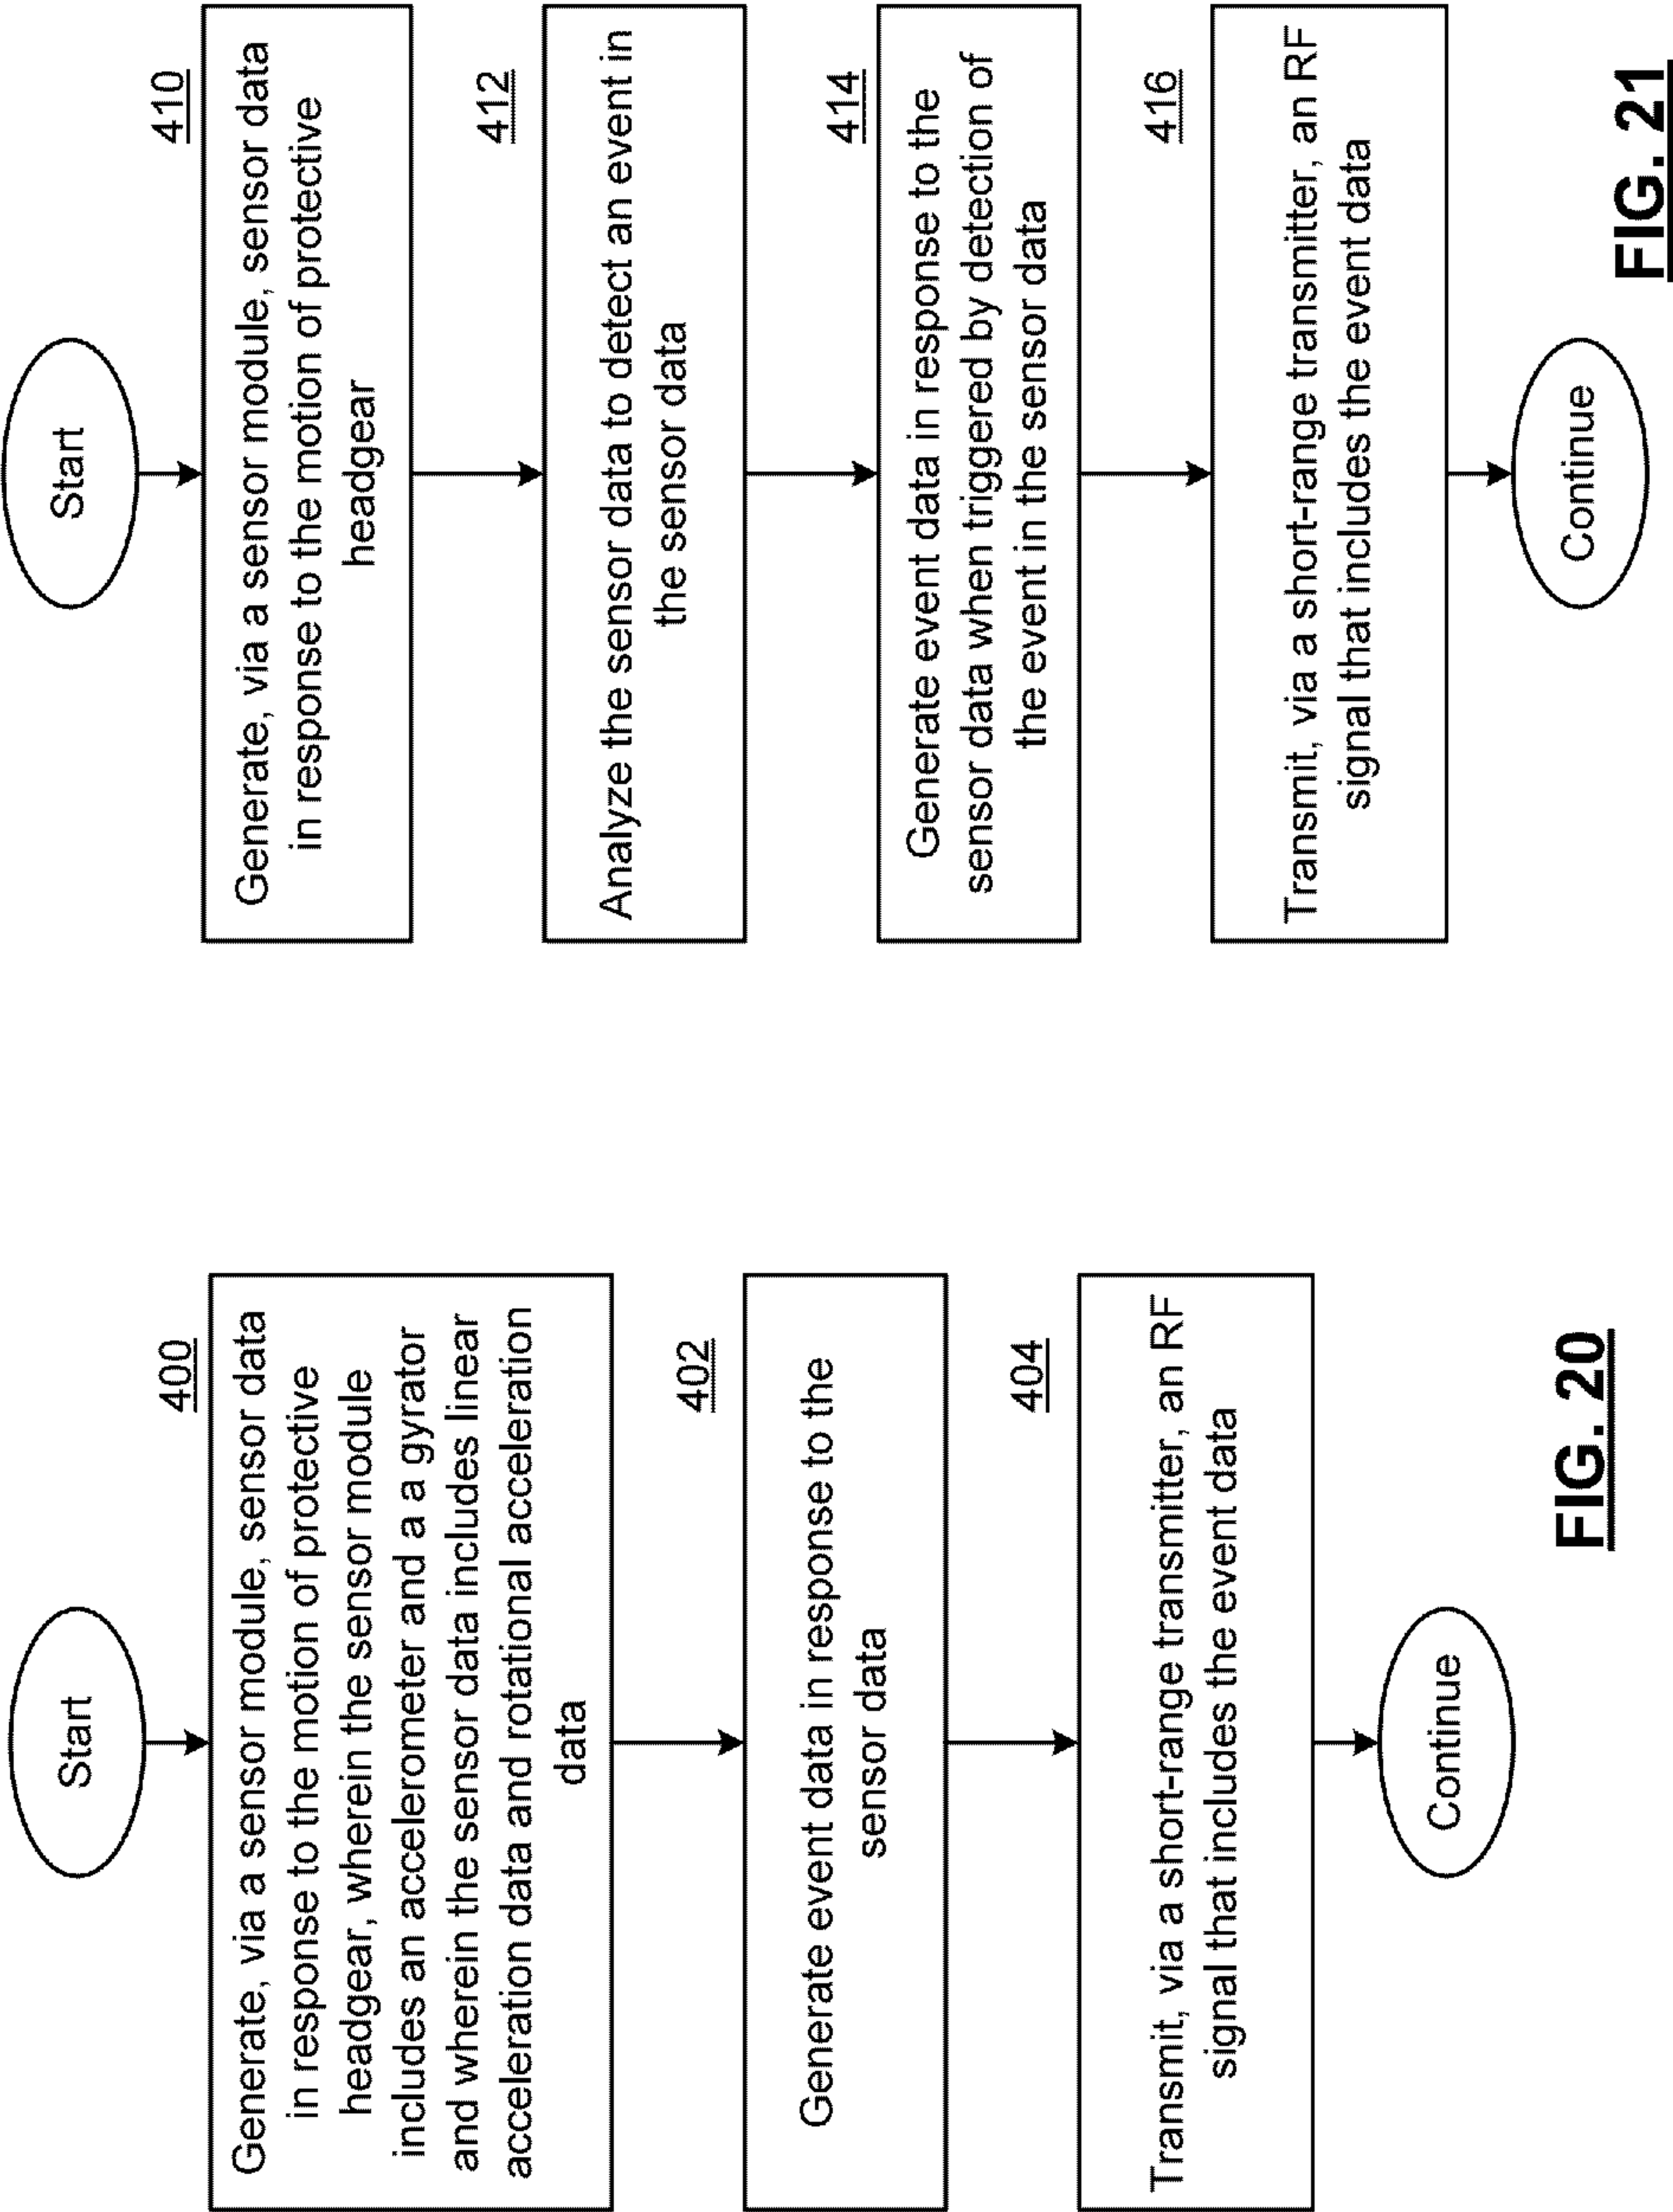 Start
400
Generate, via a sensor module, sensor data
in response to the motion of protective
headgear, wherein the sensor module
includes an accelerometer and a a gyrator
and wherein the sensor data includes linear
acceleration data and rotational acceleration
data
402
Generate event data in response to the
sensor data
404
Transmit, via a short-range transmitter, an RF
signal that includes the event data
Continue
FIG. 20
Start
410
Generate, via a sensor module, sensor data
in response to the motion of protective
headgear
412
Analyze the sensor data to detect an event in
the sensor data
414
Generate event data in response to the
sensor data when triggered by detection of
the event in the sensor data
416
Transmit, via a short-range transmitter, an RF
signal that includes the event data
Continue
FIG. 21